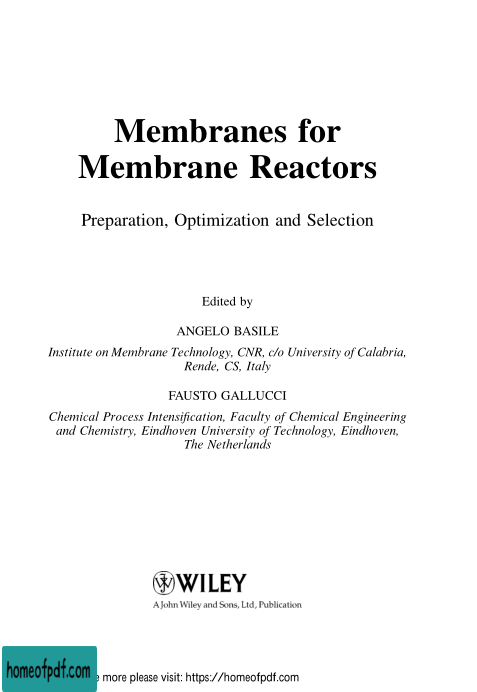 Membranes for
Membrane Reactors
Preparation, Optimization and Selection
Edited by
ANGELO BASILE
Institute on Membrane Technology, CNR, c/o University of Calabria,
Rende, CS, Italy
FAUSTO GALLUCCI
Chemical Process Intensification, Faculty of Chemical Engineering
and Chemistry, Eindhoven University of Technology, Eindhoven,
The Netherlands
WILEY
A John Wiley and Sons, Ltd, Publication
homeofpdf.com
more please visit: https://homeofpdf.com